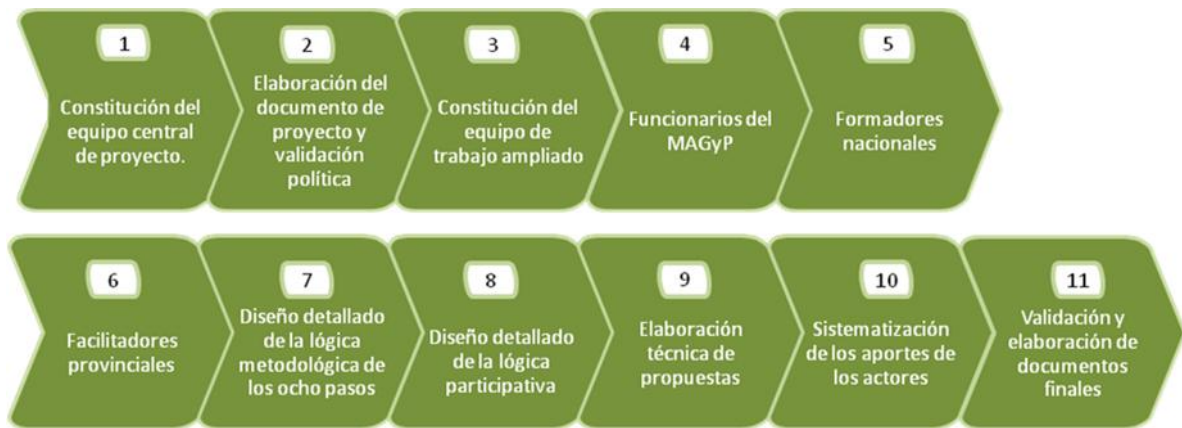 1
Constitución del
equipo central
de proyecto.
2
Elaboración del
documento de
proyecto y
validación
política
3
Constitución del
equipo de
trabajo ampliado
4
Funcionarios del
MAGyP
5
Formadores
nacionales
6
Facilitadores
provinciales
7
Diseño detallado
de la lógica
metodológica de
los ocho pasos
8
Diseño detallado
de la lógica
participativa
9
Elaboración
técnica de
propuestas
10
Sistematización
de los aportes de
los actores
11
Validación y
elaboración de
documentos
finales